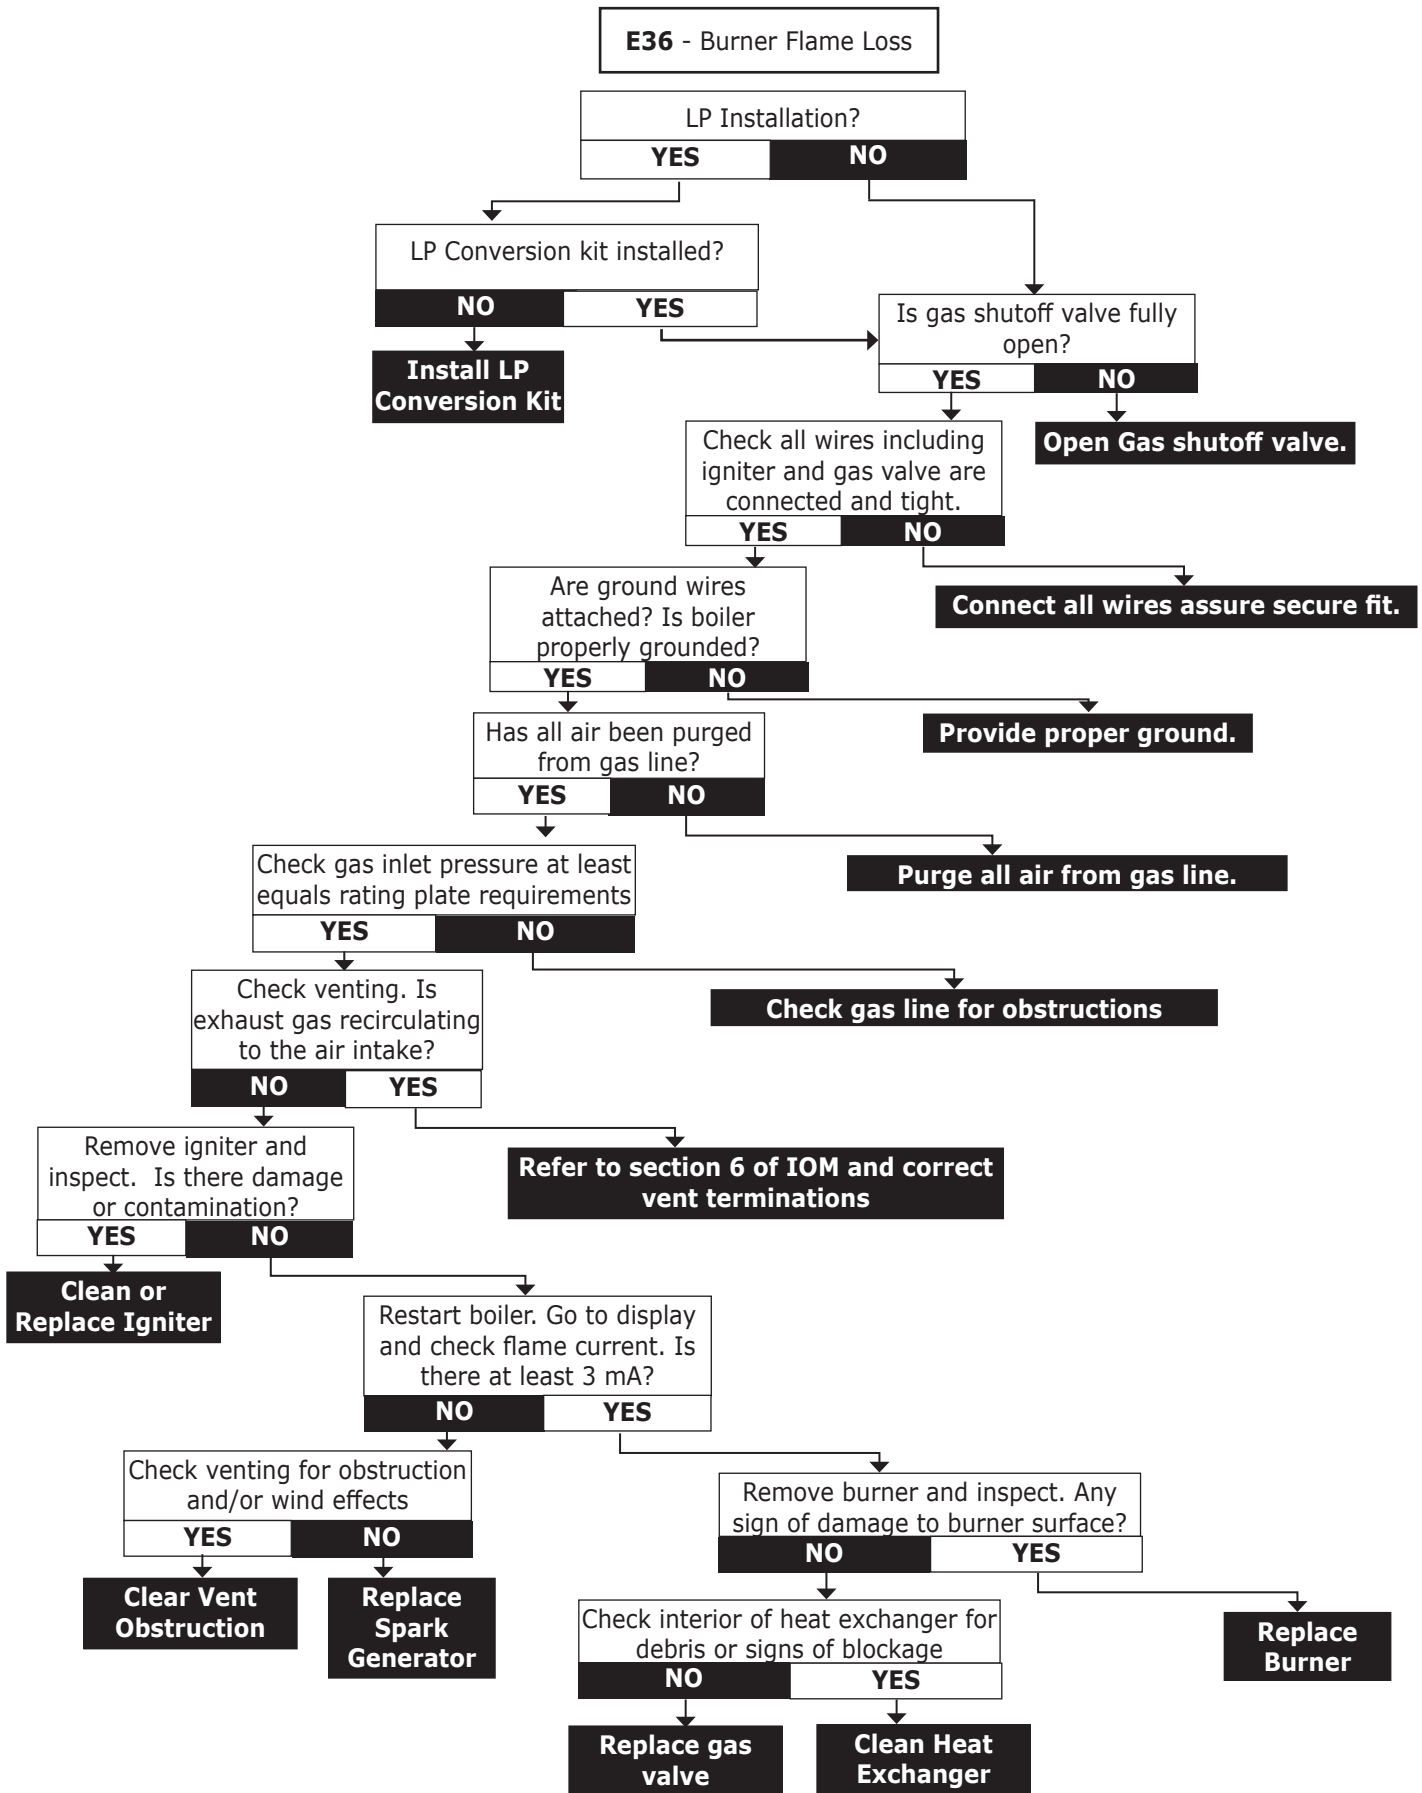 E36 - Burner Flame Loss
LP Installation?
YES
NO
LP Conversion kit installed?
NO
YES
Install LP
Conversion Kit
Is gas shutoff valve fully
open?
YES
NO
Open Gas shutoff valve.
Check all wires including
igniter and gas valve are
connected and tight.
YES
NO
Connect all wires assure secure fit.
Are ground wires
attached? Is boiler
properly grounded?
YES
NO
Provide proper ground.
Has all air been purged
from gas line?
YES
NO
Purge all air from gas line.
Check gas inlet pressure at least
equals rating plate requirements
YES
NO
Check gas line for obstructions
Check venting. Is
exhaust gas recirculating
to the air intake?
NO
YES
Refer to section 6 of IOM and correct
vent terminations
Remove igniter and
inspect. Is there damage
or contamination?
YES
NO
Clean or
Replace Igniter
Restart boiler. Go to display
and check flame current. Is
there at least 3 mA?
NO
YES
Check venting for obstruction
and/or wind effects
YES
NO
Clear Vent
Obstruction
Replace
Spark
Generator
Remove burner and inspect. Any
sign of damage to burner surface?
NO
YES
Replace
Burner
Check interior of heat exchanger for
debris or signs of blockage
NO
YES
Replace gas
valve
Clean Heat
Exchanger